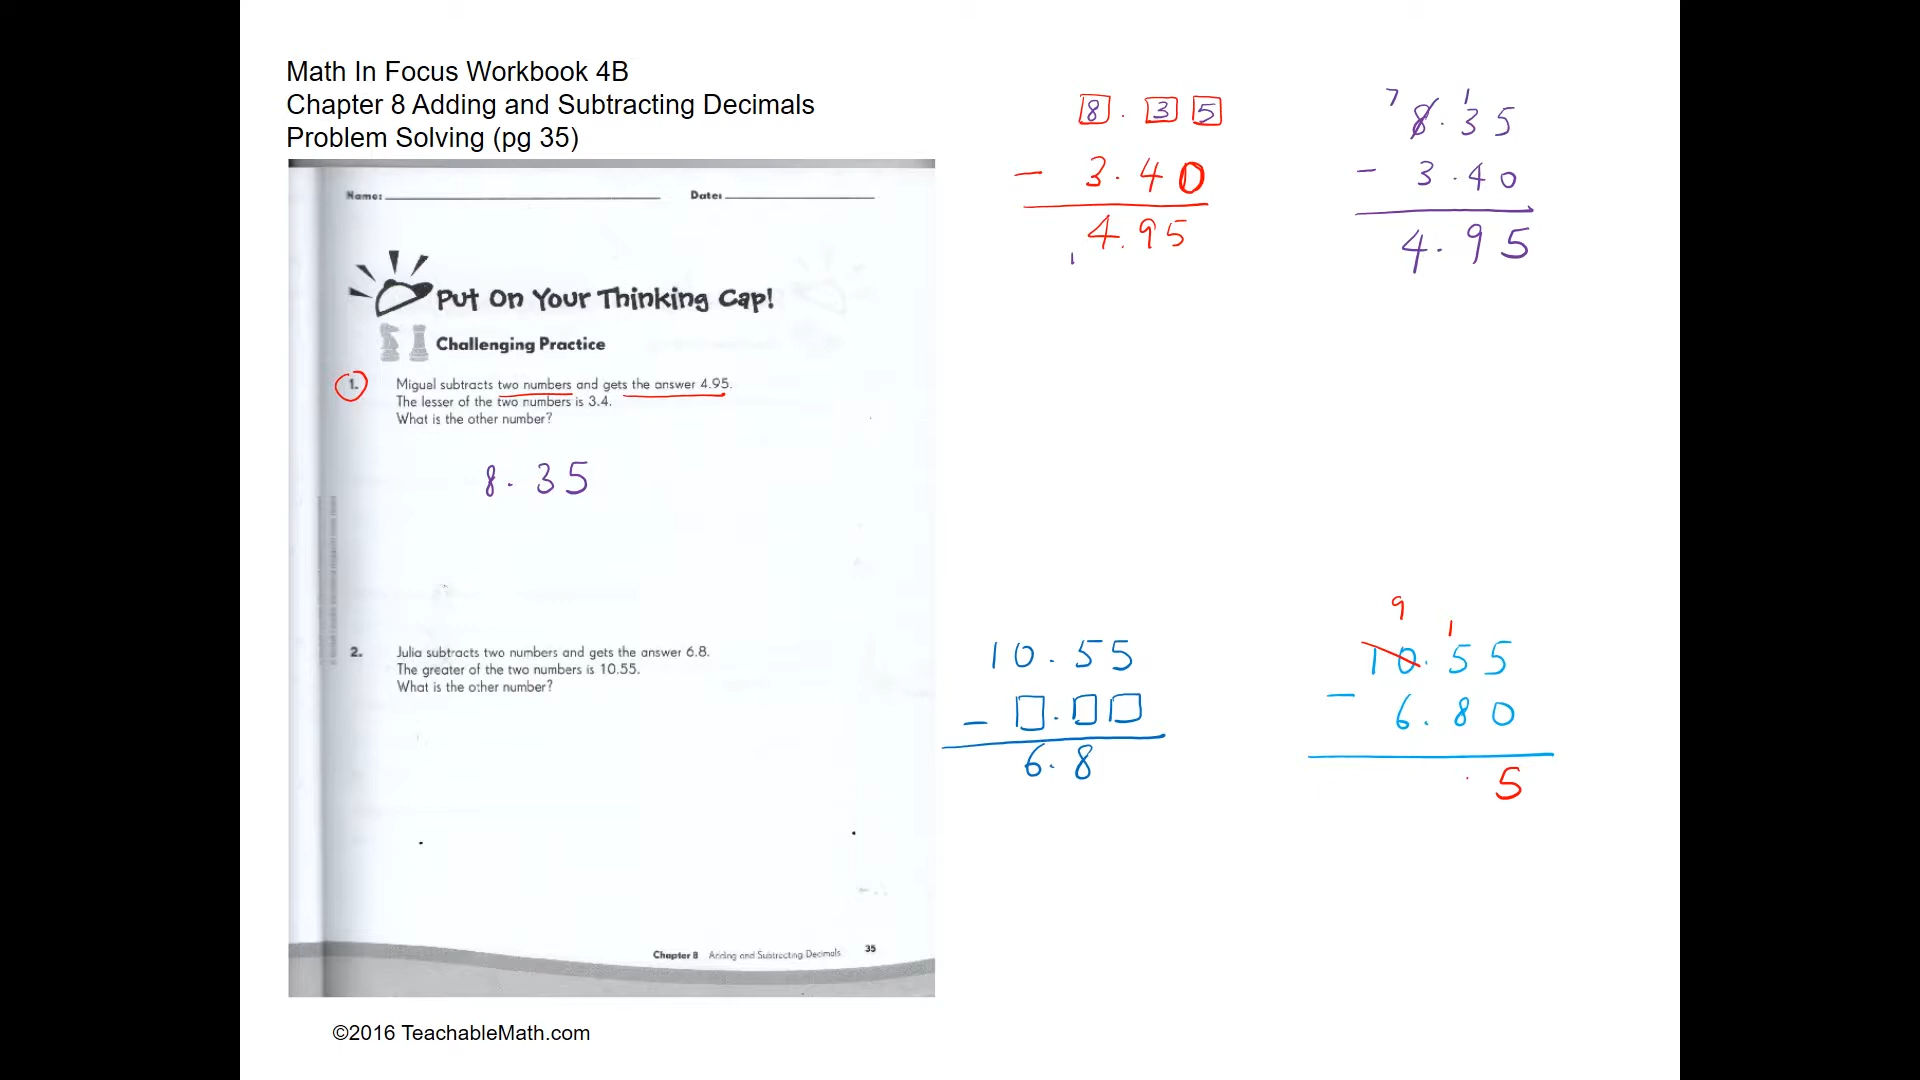 Math In Focus Workbook 4B
Chapter 8 Adding and Subtracting Decimals
Problem Solving (pg 35)
Name:
Date:
Put On Your Thinking Cap!
Challenging Practice
1. Migual subtracts two numbers and gets the answer 4.95.
The lesser of the two numbers is 3.4.
What is the other number?
8.35
2. Julia subtracts two numbers and gets the answer 6.8.
The greater of the two numbers is 10.55.
What is the other number?
Chapter 8 Adding and Subtracting Decimals 35
©2016 TeachableMath.com
8.35
- 3.40
4.95
1
7 1
8.35
- 3.40
4.95
10.55
- □.□□
6.8
9 1
10.55
- 6.80
5